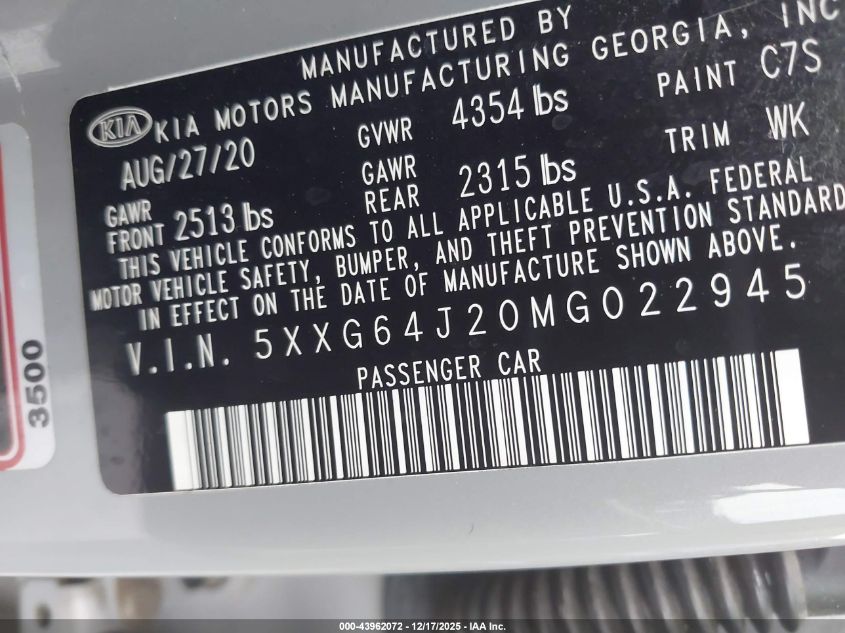 MANUFACTURED BY
KIA KIA MOTORS MANUFACTURING GEORGIA, INC
AUG/27/20 GVWR 4354 lbs PAINT C7S
GAWR FRONT 2513 lbs GAWR REAR 2315 lbs TRIM WK
THIS VEHICLE CONFORMS TO ALL APPLICABLE U.S.A. FEDERAL
MOTOR VEHICLE SAFETY, BUMPER, AND THEFT PREVENTION STANDARD
IN EFFECT ON THE DATE OF MANUFACTURE SHOWN ABOVE.
V.I.N. 5XXG64J20MG022945
PASSENGER CAR
3500
000-43962072 - 12/17/2025 - IAA Inc.